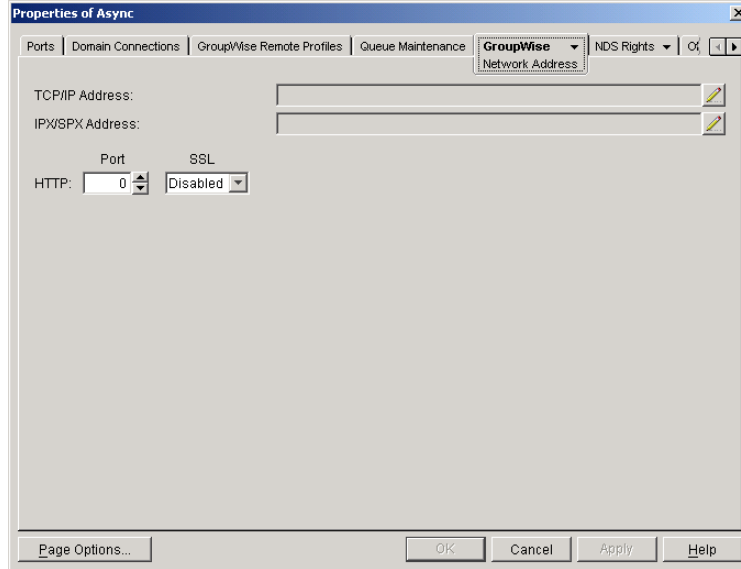 Properties of Async
Ports Domain Connections GroupWise Remote Profiles Queue Maintenance GroupWise NDS Rights
Network Address
TCP/IP Address:
IPX/SPX Address:
Port SSL
HTTP: 0 Disabled
Page Options... OK Cancel Apply Help